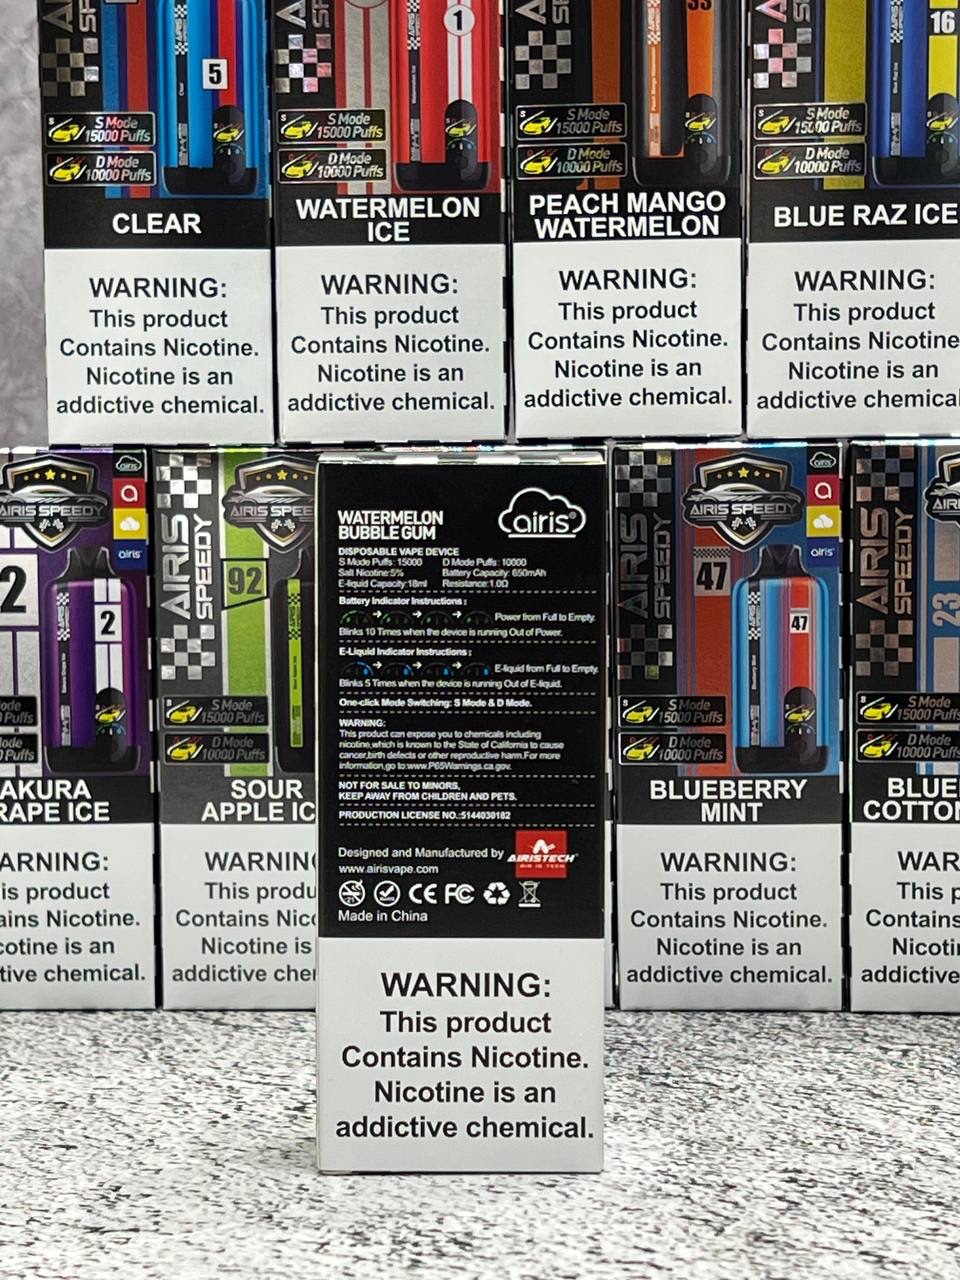 5
S Mode
15000 Puffs
D Mode
10000 Puffs
CLEAR
WARNING:
This product
Contains Nicotine.
Nicotine is an
addictive chemical.
1
S Mode
15000 Puffs
D Mode
10000 Puffs
WATERMELON
ICE
WARNING:
This product
Contains Nicotine.
Nicotine is an
addictive chemical.
S Mode
15000 Puffs
D Mode
10000 Puffs
PEACH MANGO
WATERMELON
WARNING:
This product
Contains Nicotine.
Nicotine is an
addictive chemical.
16
S Mode
15000 Puffs
D Mode
10000 Puffs
BLUE RAZ ICE
WARNING:
This product
Contains Nicotine
Nicotine is an
addictive chemical
AIRIS SPEEDY
airis
2
2
AKURA
RAPE ICE
ARNING:
is product
ains Nicotine.
cotine is an
tive chemical.
AIRIS SPEE
AIRIS
SPEEDY
92
S Mode
15000 Puffs
D Mode
10000 Puffs
SOUR
APPLE IC
WARNIN
This produ
Contains Nic
Nicotine is
addictive che
airis
WATERMELON
BUBBLE GUM
DISPOSABLE VAPE DEVICE
S Mode Puffs: 15000 D Mode Puffs: 10000
Salt Nicotine:5% Battery Capacity: 650mAh
E-liquid Capacity:18ml Resistance:1.0Ω
Battery Indicator Instructions :
Power from Full to Empty.
Blinks 10 Times when the device is running Out of Power.
E-Liquid Indicator Instructions :
E-liquid from Full to Empty.
Blinks 5 Times when the device is running Out of E-liquid.
One-click Mode Switching: S Mode & D Mode.
WARNING:
This product can expose you to chemicals including
nicotine,which is known to the State of California to cause
cancer,birth defects or other reproductive harm.For more
information,go to www.P65Warnings.ca.gov.
NOT FOR SALE TO MINORS,
KEEP AWAY FROM CHILDREN AND PETS.
PRODUCTION LICENSE NO.:5144030182
Designed and Manufactured by AIRISTECH
AIR IN TECH
www.airisvape.com
CE FC
Made in China
WARNING:
This product
Contains Nicotine.
Nicotine is an
addictive chemical.
AIRIS SPEEDY
airis
AIRIS
SPEEDY
47
47
S Mode
15000 Puffs
D Mode
10000 Puffs
BLUEBERRY
MINT
WARNING:
This product
Contains Nicotine.
Nicotine is an
addictive chemical.
AIRIS
SPEEDY
23
S Mode
15000 Puffs
D Mode
10000 Puffs
BLUE
COTTON
WAR
This p
Contains
Nicoti
addictive